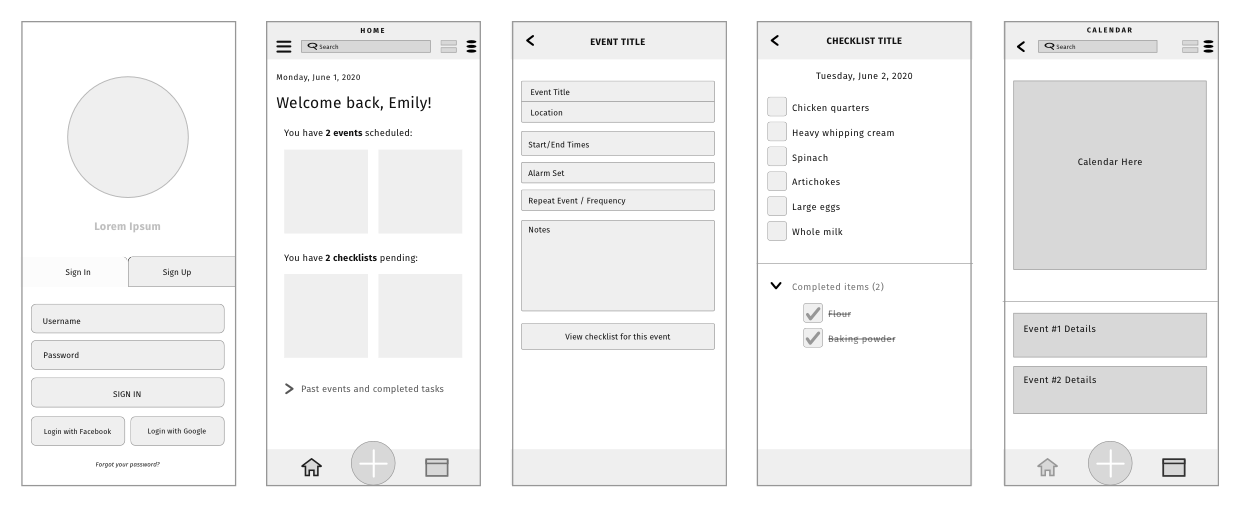 Lorem Ipsum
Sign In
Sign Up
Username
Password
SIGN IN
Login with Facebook
Login with Google
Forgot your password?
HOME
Search
Monday, June 1, 2020
Welcome back, Emily!
You have 2 events scheduled:
You have 2 checklists pending:
Past events and completed tasks
EVENT TITLE
Event Title
Location
Start/End Times
Alarm Set
Repeat Event / Frequency
Notes
View checklist for this event
CHECKLIST TITLE
Tuesday, June 2, 2020
Chicken quarters
Heavy whipping cream
Spinach
Artichokes
Large eggs
Whole milk
Completed items (2)
Flour
Baking powder
CALENDAR
Search
Calendar Here
Event #1 Details
Event #2 Details